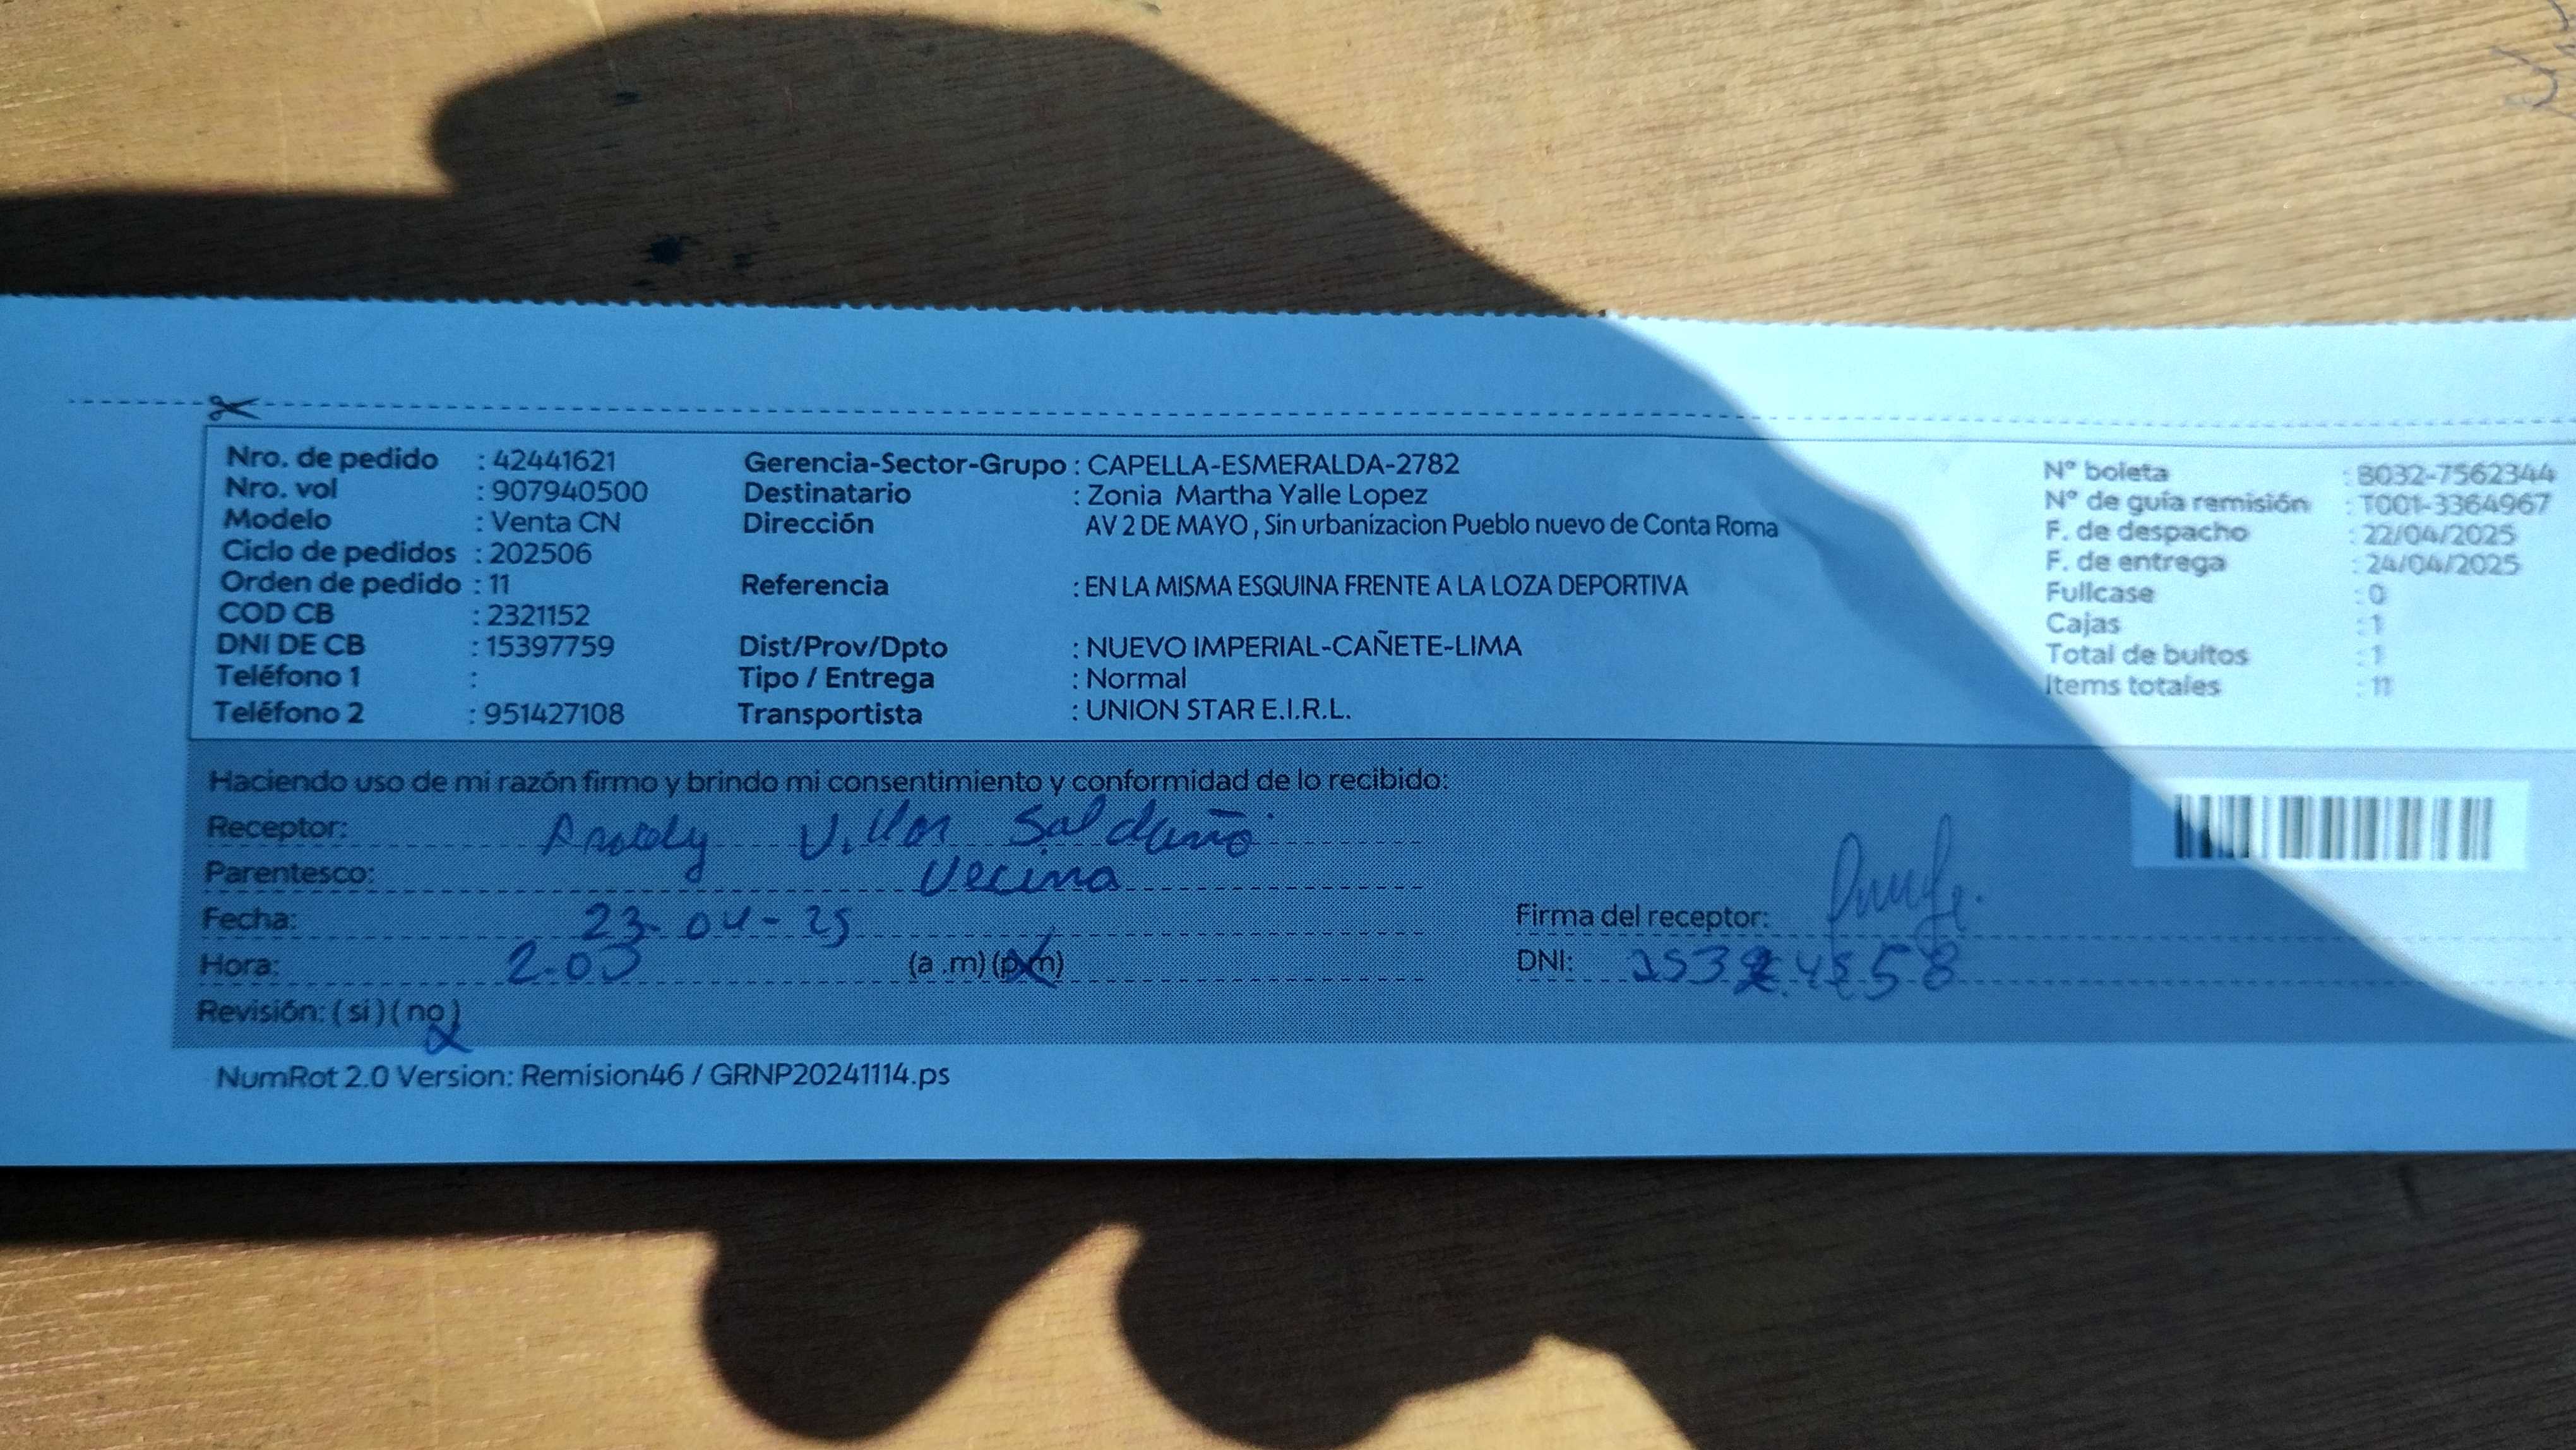 Nro. de pedido : 42441621
Nro. vol : 907940500
Modelo : Venta CN
Ciclo de pedidos : 202506
Orden de pedido : 11
COD CB : 2321152
DNI DE CB : 15397759
Teléfono 1 :
Teléfono 2 : 951427108
Gerencia-Sector-Grupo : CAPELLA-ESMERALDA-2782
Destinatario : Zonia Martha Yalle Lopez
Dirección AV 2 DE MAYO , Sin urbanizacion Pueblo nuevo de Conta Roma
Referencia : EN LA MISMA ESQUINA FRENTE A LA LOZA DEPORTIVA
Dist/Prov/Dpto : NUEVO IMPERIAL-CAÑETE-LIMA
Tipo / Entrega : Normal
Transportista : UNION STAR E.I.R.L.
Nº boleta : B032-7562344
Nº de guía remisión : T001-3364967
F. de despacho : 22/04/2025
F. de entrega : 24/04/2025
Fullcase : 0
Cajas : 1
Total de bultos : 1
Items totales : 11
Haciendo uso de mi razón firmo y brindo mi consentimiento y conformidad de lo recibido:
Receptor: Saldaña
Parentesco: Vecina
Fecha: 23-04-25
Hora: (a .m) (p.m)
Revisión: ( si ) ( no )
Firma del receptor:
DNI:
NumRot 2.0 Version: Remision46 / GRNP20241114.ps